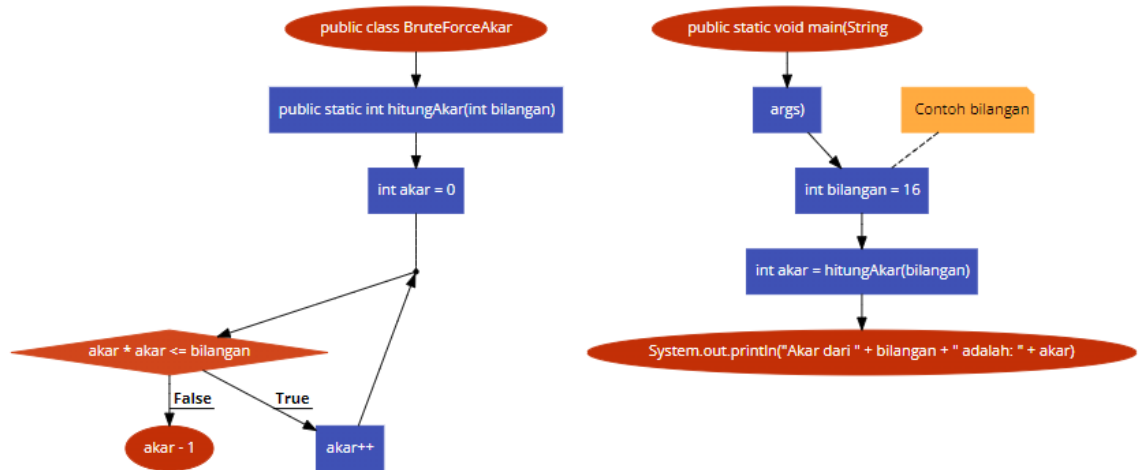 public class BruteForceAkar
public static int hitungAkar(int bilangan)
int akar = 0
akar * akar <= bilangan
False
True
akar - 1
akar++
public static void main(String
args)
Contoh bilangan
int bilangan = 16
int akar = hitungAkar(bilangan)
System.out.println("Akar dari " + bilangan + " adalah: " + akar)